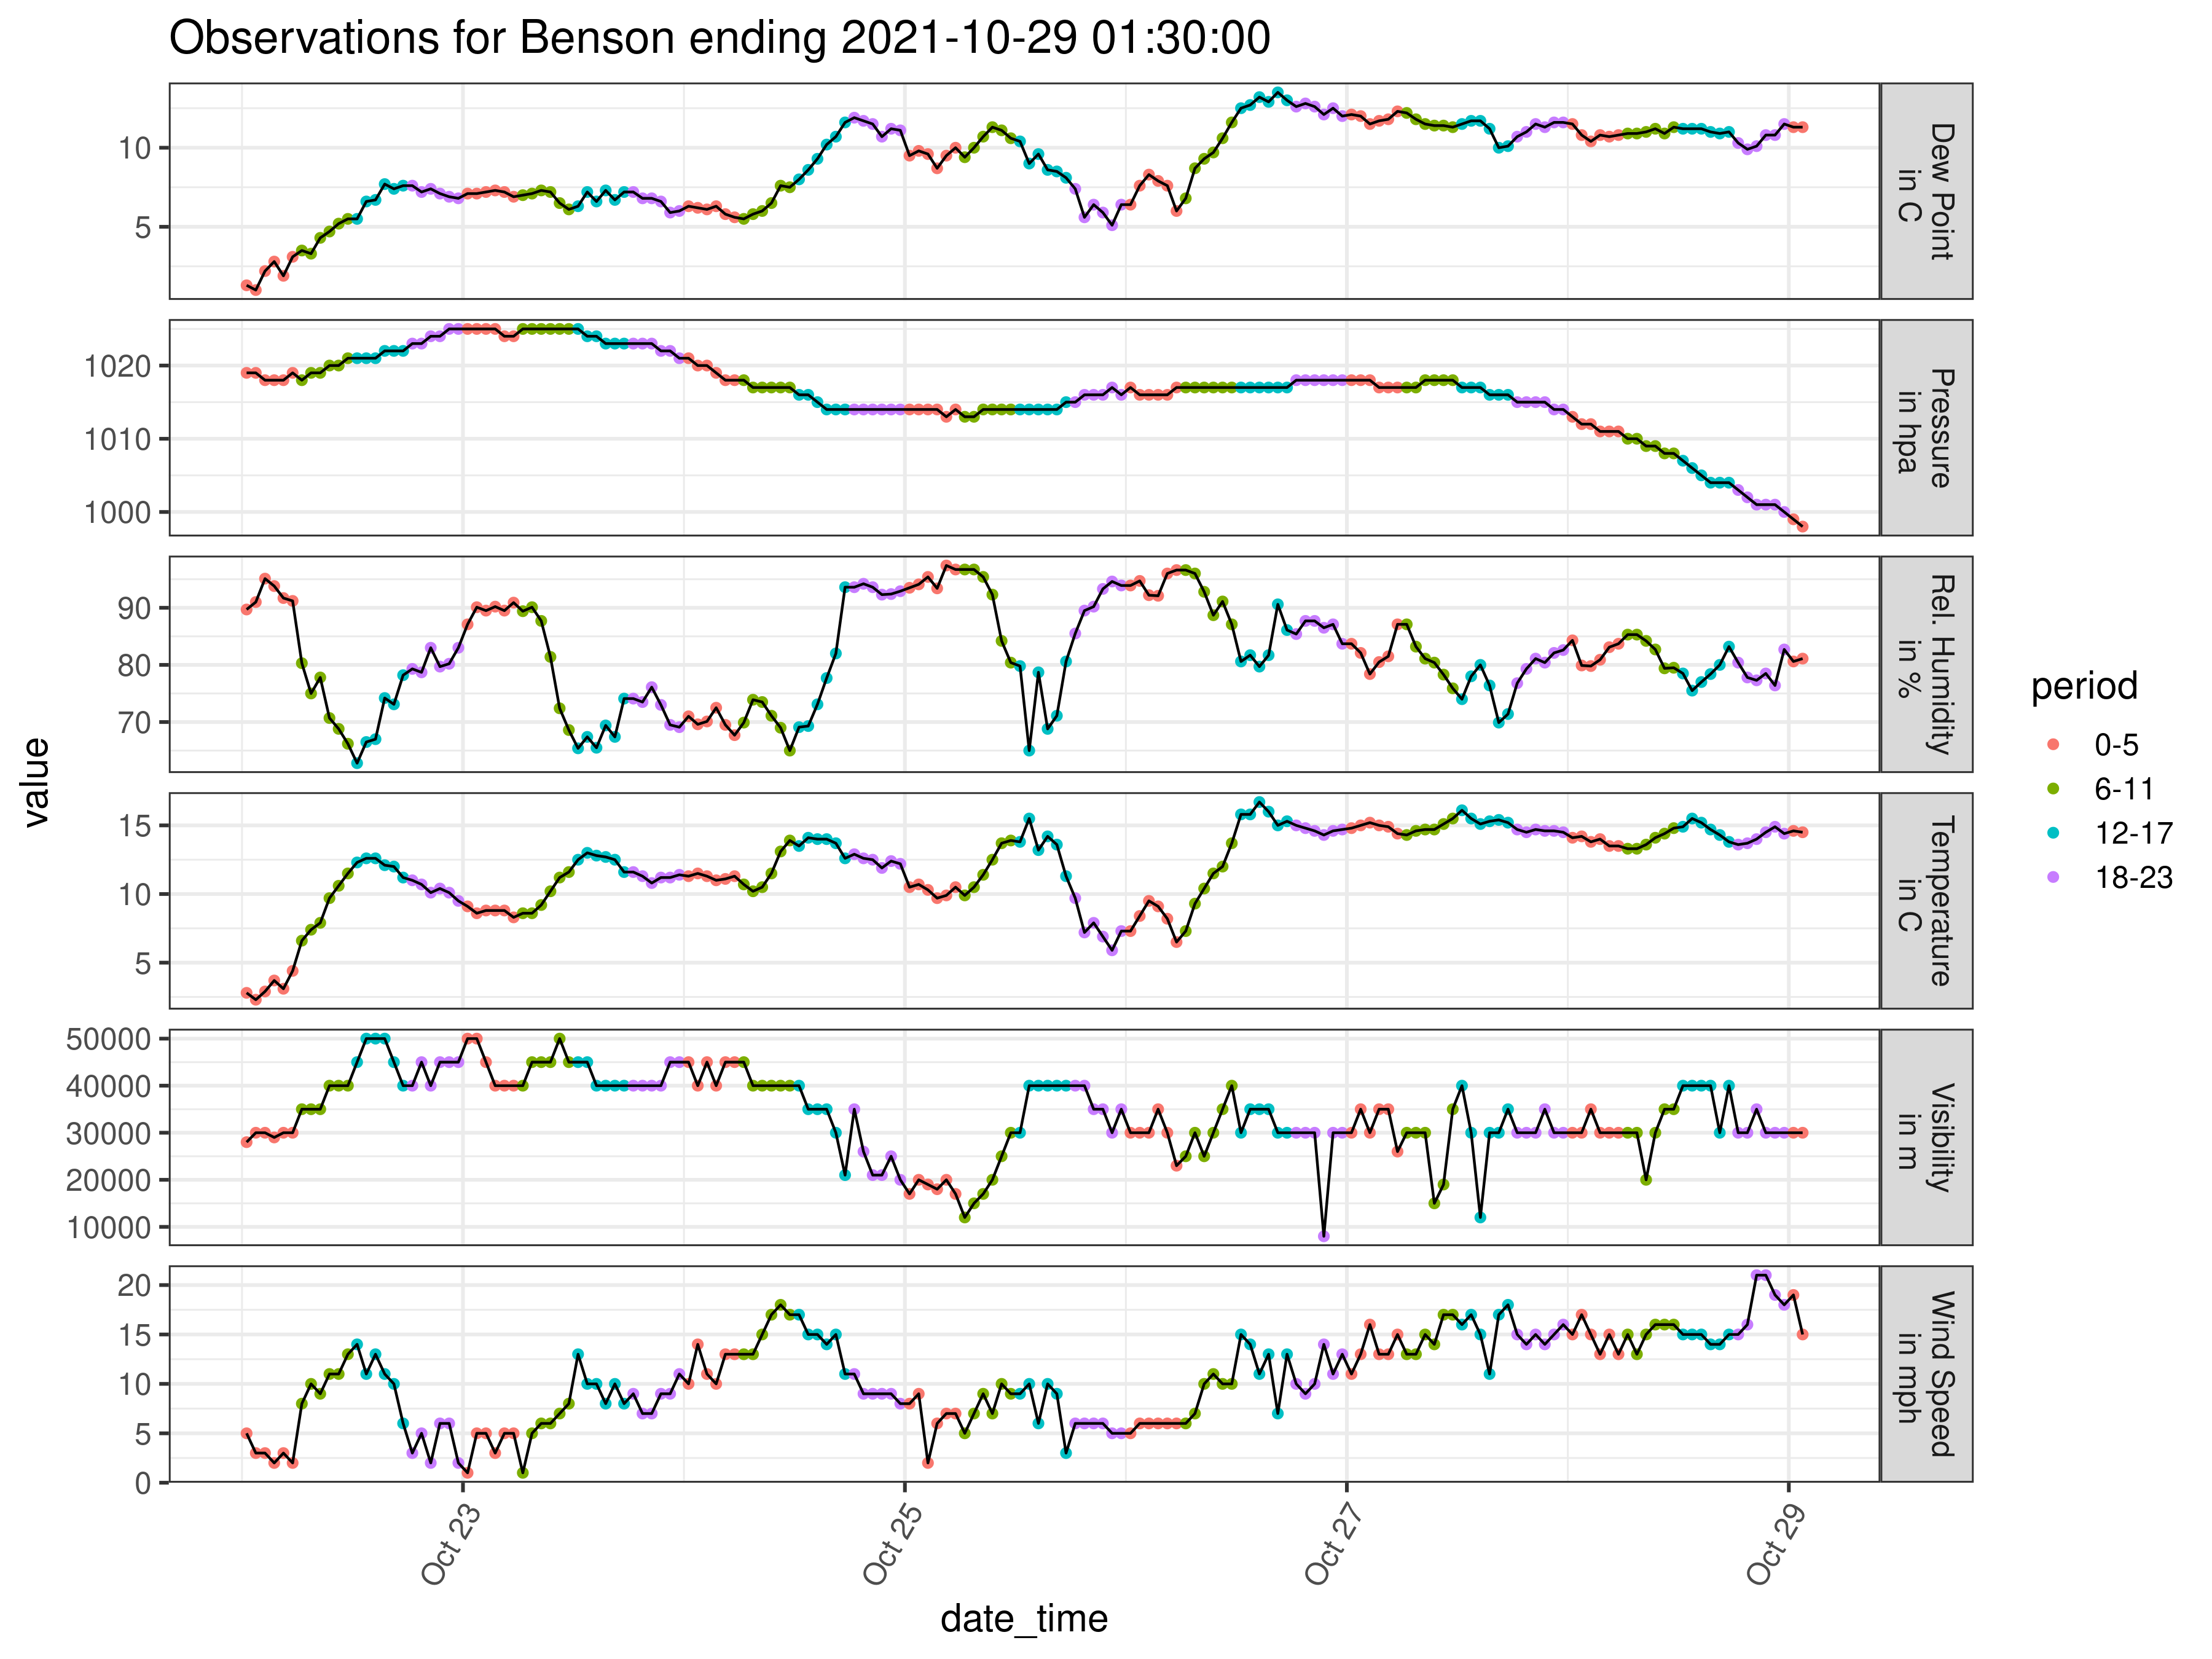 Observations for Benson ending 2021-10-29 01:30:00
value
10
5
Dew Point
in C
1020
1010
1000
Pressure
in hpa
90
80
70
Rel. Humidity
in %
15
10
5
Temperature
in C
50000
40000
30000
20000
10000
Visibility
in m
20
15
10
5
0
Wind Speed
in mph
Oct 23
Oct 25
Oct 27
Oct 29
date_time
period
0-5
6-11
12-17
18-23